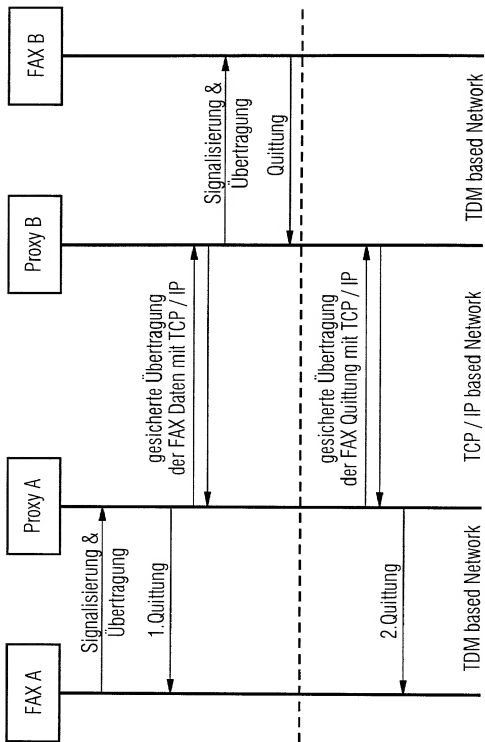 FAX A
Proxy A
Proxy B
FAX B
Signalisierung &
Übertragung
1.Quittung
gesicherte Übertragung
der FAX Daten mit TCP / IP
Signalisierung &
Übertragung
Quittung
gesicherte Übertragung
der FAX Quittung mit TCP / IP
2.Quittung
TDM based Network
TCP / IP based Network
TDM based Network